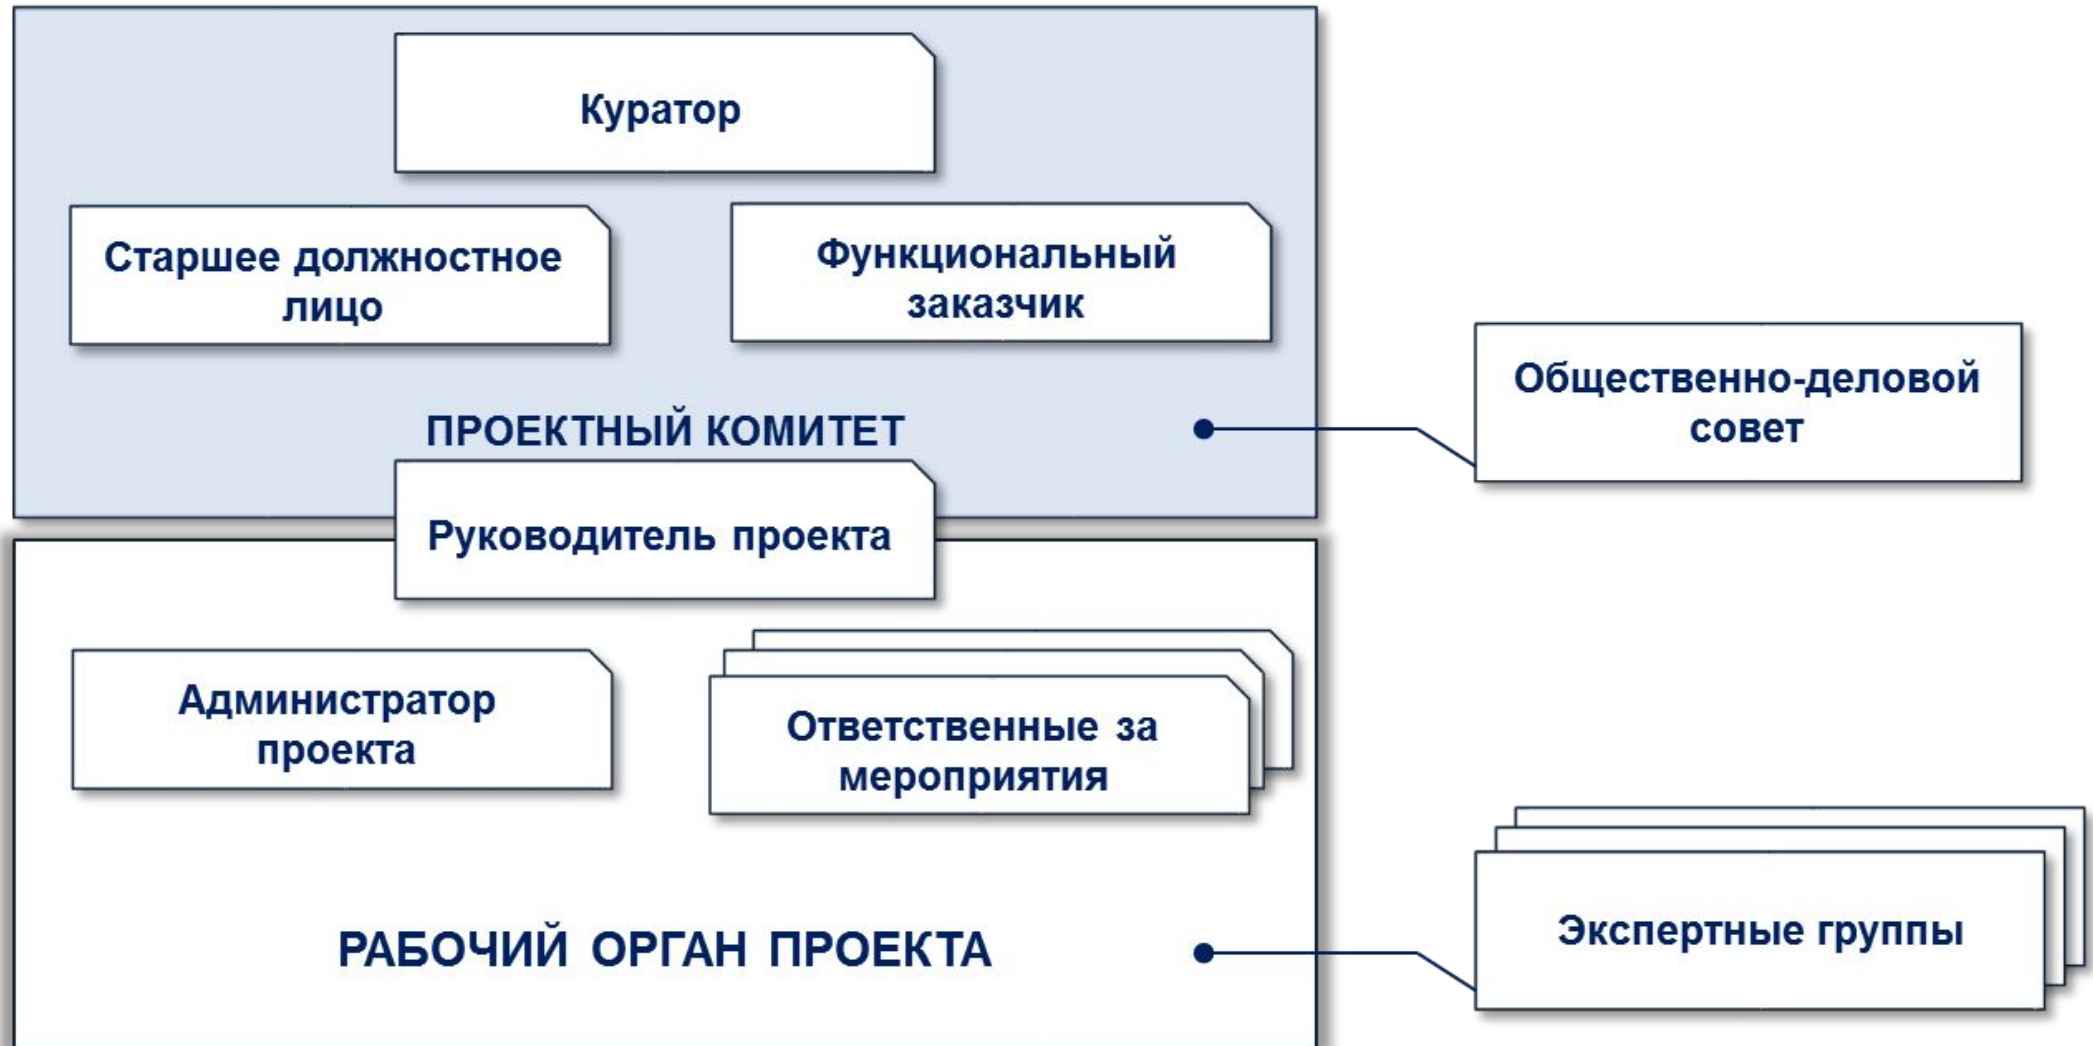 Куратор
Старшее должностное
лицо
Функциональный
заказчик
ПРОЕКТНЫЙ КОМИТЕТ
Общественно-деловой
совет
Руководитель проекта
Администратор
проекта
Ответственные за
мероприятия
РАБОЧИЙ ОРГАН ПРОЕКТА
Экспертные группы